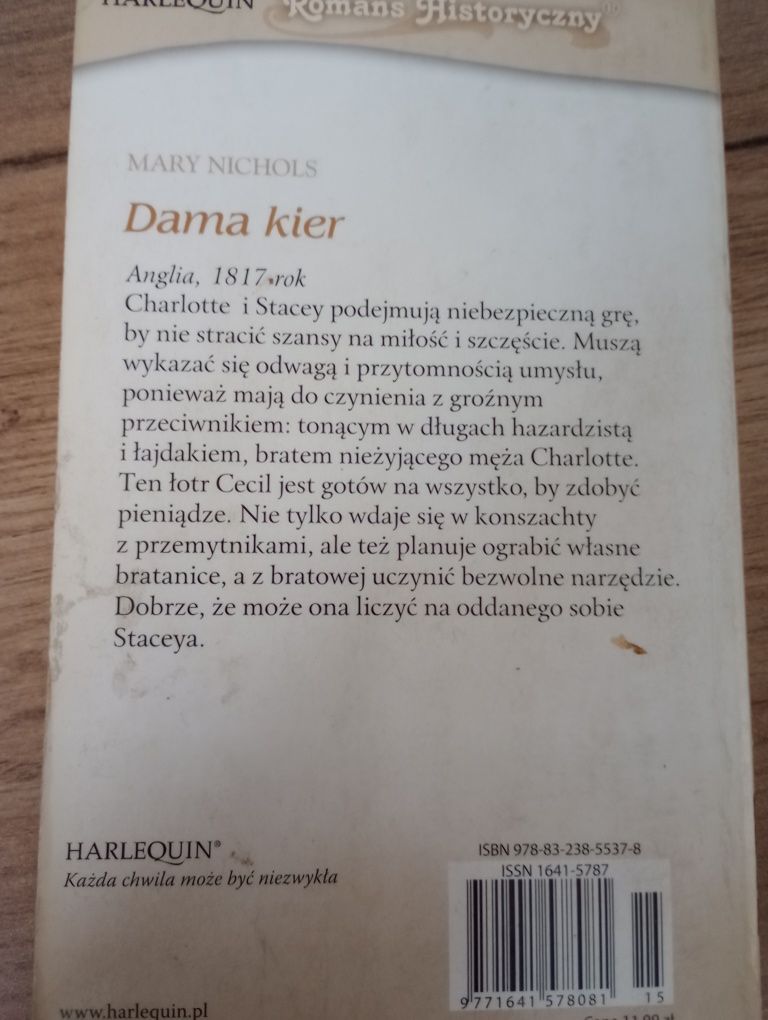 HARLEQUIN Romans Historyczny
MARY NICHOLS
Dama kier
Anglia, 1817 rok
Charlotte i Stacey podejmują niebezpieczną grę,
by nie stracić szansy na miłość i szczęście. Muszą
wykazać się odwagą i przytomnością umysłu,
ponieważ mają do czynienia z groźnym
przeciwnikiem: tonącym w długach hazardzistą
i łajdakiem, bratem nieżyjącego męża Charlotte.
Ten łotr Cecil jest gotów na wszystko, by zdobyć
pieniądze. Nie tylko wdaje się w konszachty
z przemytnikami, ale też planuje ograbić własne
bratanice, a z bratowej uczynić bezwolne narzędzie.
Dobrze, że może ona liczyć na oddanego sobie
Staceya.
HARLEQUIN®
Każda chwila może być niezwykła
ISBN 978-83-238-5537-8
ISSN 1641-5787
9 771641 578081 15
www.harlequin.pl
Cena 11,99 zł